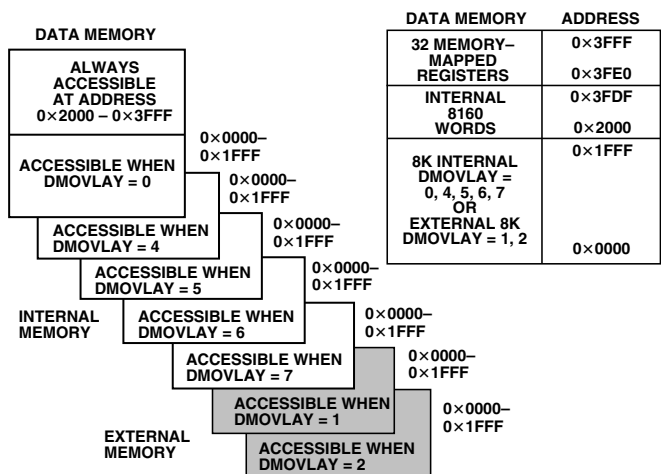 DATA MEMORY
ALWAYS
ACCESSIBLE
AT ADDRESS
0×2000 – 0×3FFF
ACCESSIBLE WHEN
DMOVLAY = 0
0×0000–
0×1FFF
ACCESSIBLE WHEN
DMOVLAY = 4
0×0000–
0×1FFF
ACCESSIBLE WHEN
DMOVLAY = 5
0×0000–
0×1FFF
INTERNAL
MEMORY
ACCESSIBLE WHEN
DMOVLAY = 6
0×0000–
0×1FFF
ACCESSIBLE WHEN
DMOVLAY = 7
0×0000–
0×1FFF
ACCESSIBLE WHEN
DMOVLAY = 1
0×0000–
0×1FFF
EXTERNAL
MEMORY
ACCESSIBLE WHEN
DMOVLAY = 2
0×0000–
0×1FFF
DATA MEMORY ADDRESS
32 MEMORY– 0×3FFF
MAPPED
REGISTERS 0×3FE0
INTERNAL 0×3FDF
8160
WORDS 0×2000
0×1FFF
8K INTERNAL
DMOVLAY =
0, 4, 5, 6, 7
OR
EXTERNAL 8K
DMOVLAY = 1, 2
0×0000